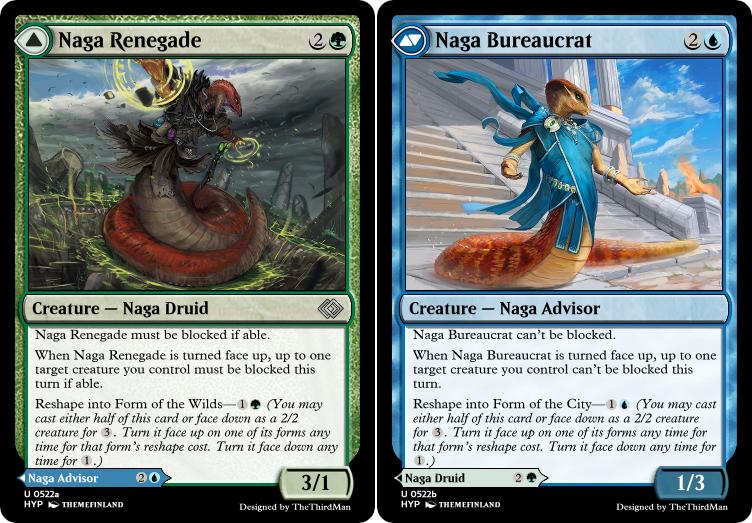 Naga Renegade 2
Creature — Naga Druid
Naga Renegade must be blocked if able.
When Naga Renegade is turned face up, up to one
target creature you control must be blocked this
turn if able.
Reshape into Form of the Wilds—1 (You may
cast either half of this card or face down as a 2/2
creature for 3. Turn it face up on one of its forms any
time for that form's reshape cost. Turn it face down any
time for 1.)
Naga Advisor 2
3/1
U 0522a
HYP THEMEFINLAND
Designed by TheThirdMan
Naga Bureaucrat 2
Creature — Naga Advisor
Naga Bureaucrat can't be blocked.
When Naga Bureaucrat is turned face up, up to one
target creature you control can't be blocked this
turn.
Reshape into Form of the City—1 (You may cast
either half of this card or face down as a 2/2
creature for 3. Turn it face up on one of its forms any
time for that form's reshape cost. Turn it face down any time for
1.)
Naga Druid 2
1/3
U 0522b
HYP THEMEFINLAND
Designed by TheThirdMan